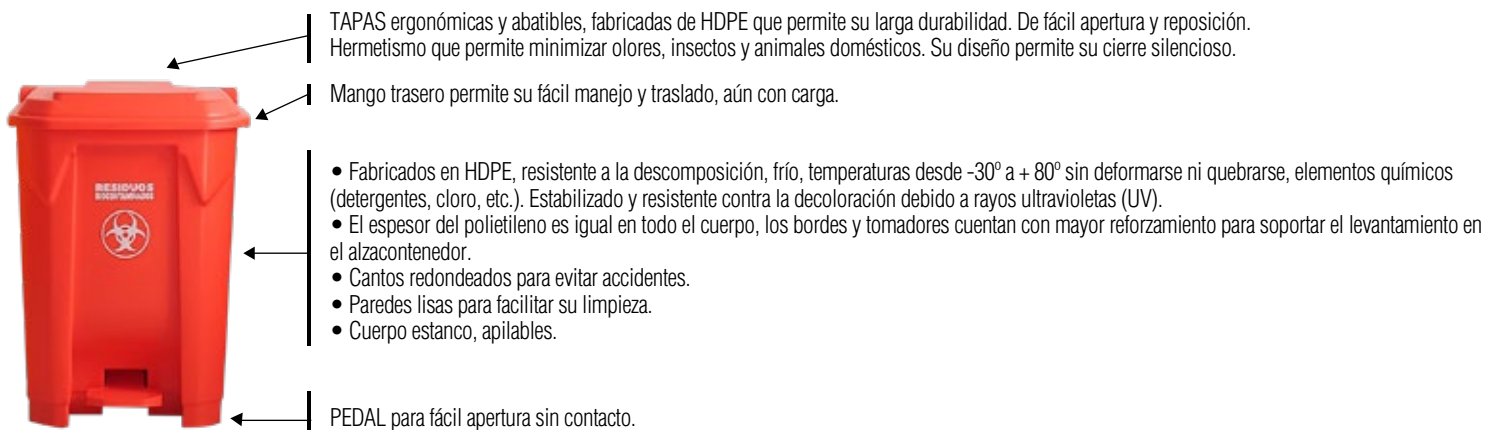 TAPAS ergonómicas y abatibles, fabricadas de HDPE que permite su larga durabilidad. De fácil apertura y reposición.
Hermetismo que permite minimizar olores, insectos y animales domésticos. Su diseño permite su cierre silencioso.
Mango trasero permite su fácil manejo y traslado, aún con carga.
RESIDUOS
BIOCONTAMINADOS
• Fabricados en HDPE, resistente a la descomposición, frío, temperaturas desde -30º a + 80º sin deformarse ni quebrarse, elementos químicos
(detergentes, cloro, etc.). Estabilizado y resistente contra la decoloración debido a rayos ultravioletas (UV).
• El espesor del polietileno es igual en todo el cuerpo, los bordes y tomadores cuentan con mayor reforzamiento para soportar el levantamiento en
el alzacontenedor.
• Cantos redondeados para evitar accidentes.
• Paredes lisas para facilitar su limpieza.
• Cuerpo estanco, apilables.
PEDAL para fácil apertura sin contacto.